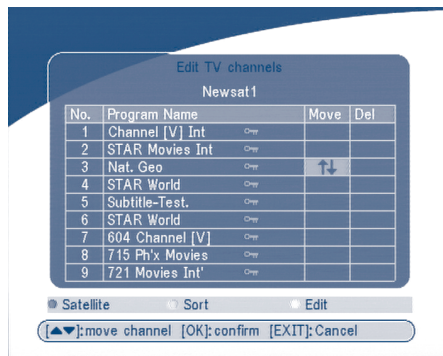 Edit TV channels
Newsat1
No. Program Name Move Del
1 Channel [V] Int
2 STAR Movies Int
3 Nat. Geo
4 STAR World
5 Subtitle-Test.
6 STAR World
7 604 Channel [V]
8 715 Ph'x Movies
9 721 Movies Int'
Satellite Sort Edit
[▲▼]:move channel [OK]:confirm [EXIT]:Cancel